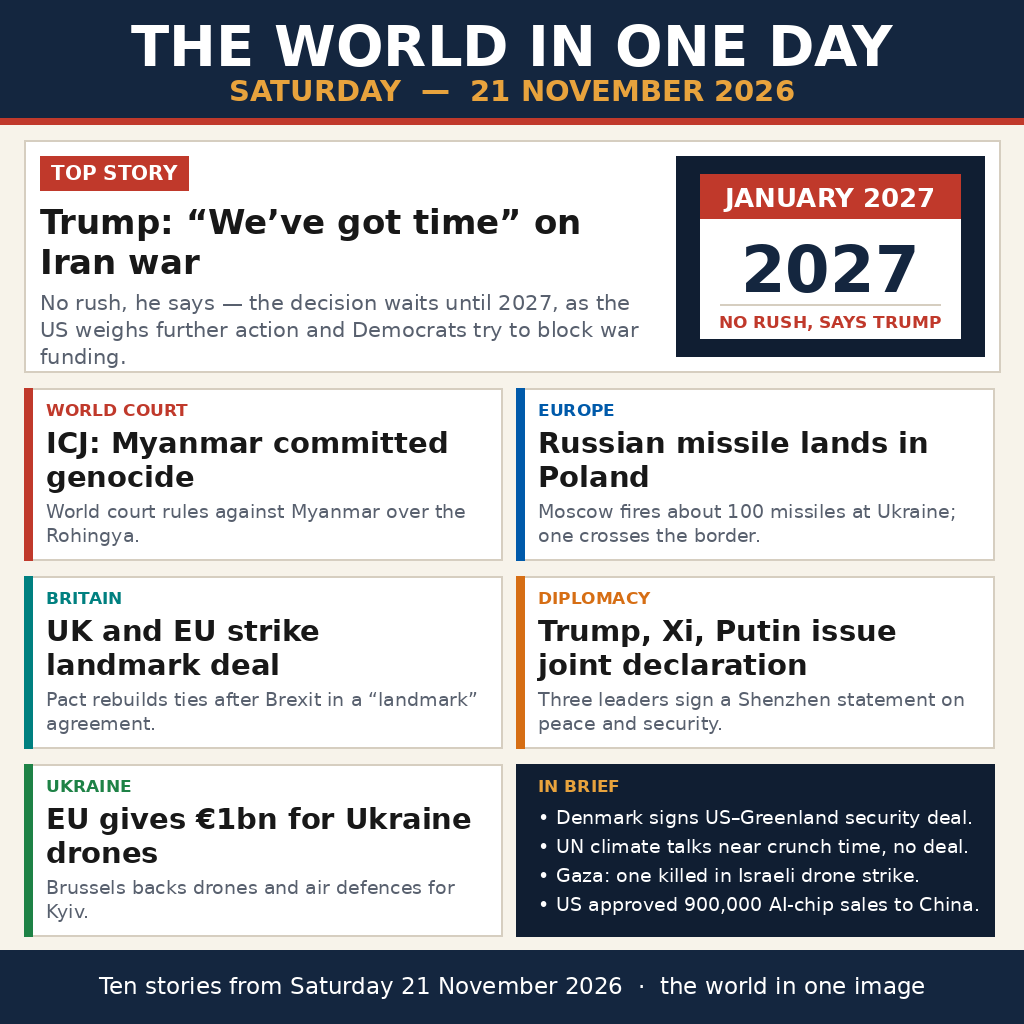 THE WORLD IN ONE DAY
SATURDAY — 21 NOVEMBER 2026
TOP STORY
Trump: “We’ve got time” on
Iran war
No rush, he says — the decision waits until 2027, as the
US weighs further action and Democrats try to block war
funding.
JANUARY 2027
2027
NO RUSH, SAYS TRUMP
WORLD COURT
ICJ: Myanmar committed
genocide
World court rules against Myanmar over the
Rohingya.
EUROPE
Russian missile lands in
Poland
Moscow fires about 100 missiles at Ukraine;
one crosses the border.
BRITAIN
UK and EU strike
landmark deal
Pact rebuilds ties after Brexit in a “landmark”
agreement.
DIPLOMACY
Trump, Xi, Putin issue
joint declaration
Three leaders sign a Shenzhen statement on
peace and security.
UKRAINE
EU gives €1bn for Ukraine
drones
Brussels backs drones and air defences for
Kyiv.
IN BRIEF
• Denmark signs US–Greenland security deal.
• UN climate talks near crunch time, no deal.
• Gaza: one killed in Israeli drone strike.
• US approved 900,000 AI-chip sales to China.
Ten stories from Saturday 21 November 2026 · the world in one image